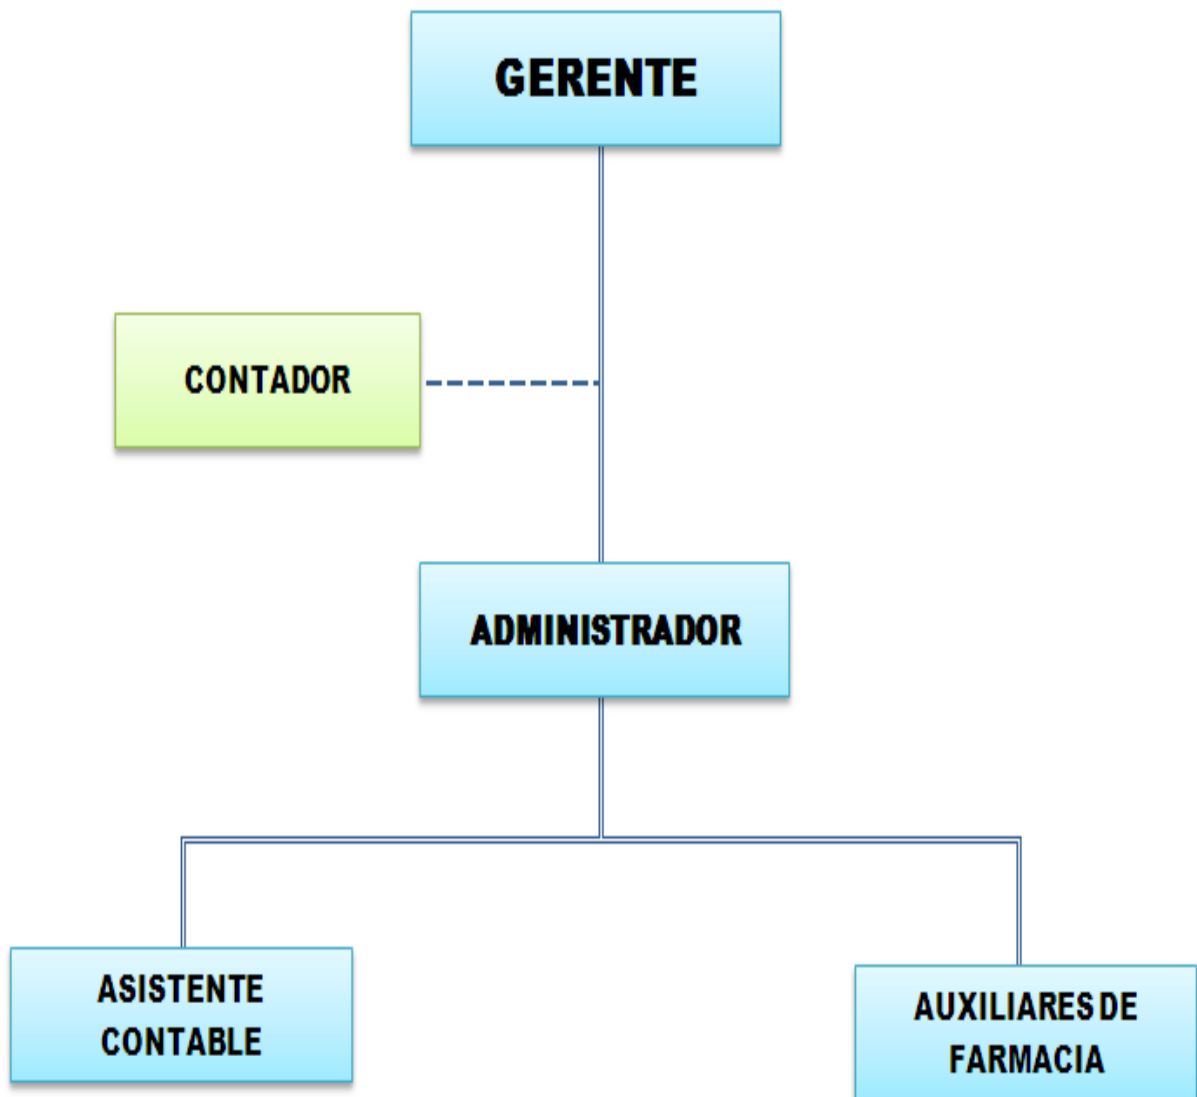 GERENTE
CONTADOR
ADMINISTRADOR
ASISTENTE
CONTABLE
AUXILIARES DE
FARMACIA